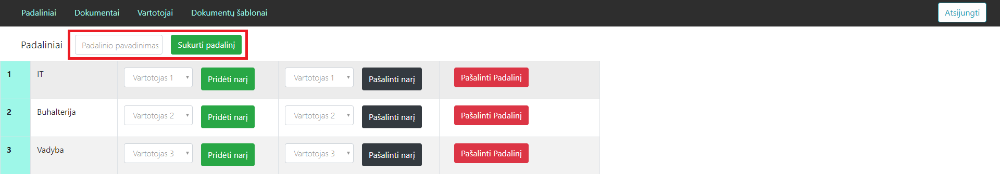 Padaliniai Dokumentai Vartotojai Dokumentų šablonai Atsijungti
Padaliniai Padalinio pavadinimas Sukurti padalinį
1 IT Vartotojas 1 Pridėti narį Vartotojas 1 Pašalinti narį Pašalinti Padalinį
2 Buhalterija Vartotojas 2 Pridėti narį Vartotojas 2 Pašalinti narį Pašalinti Padalinį
3 Vadyba Vartotojas 3 Pridėti narį Vartotojas 3 Pašalinti narį Pašalinti Padalinį